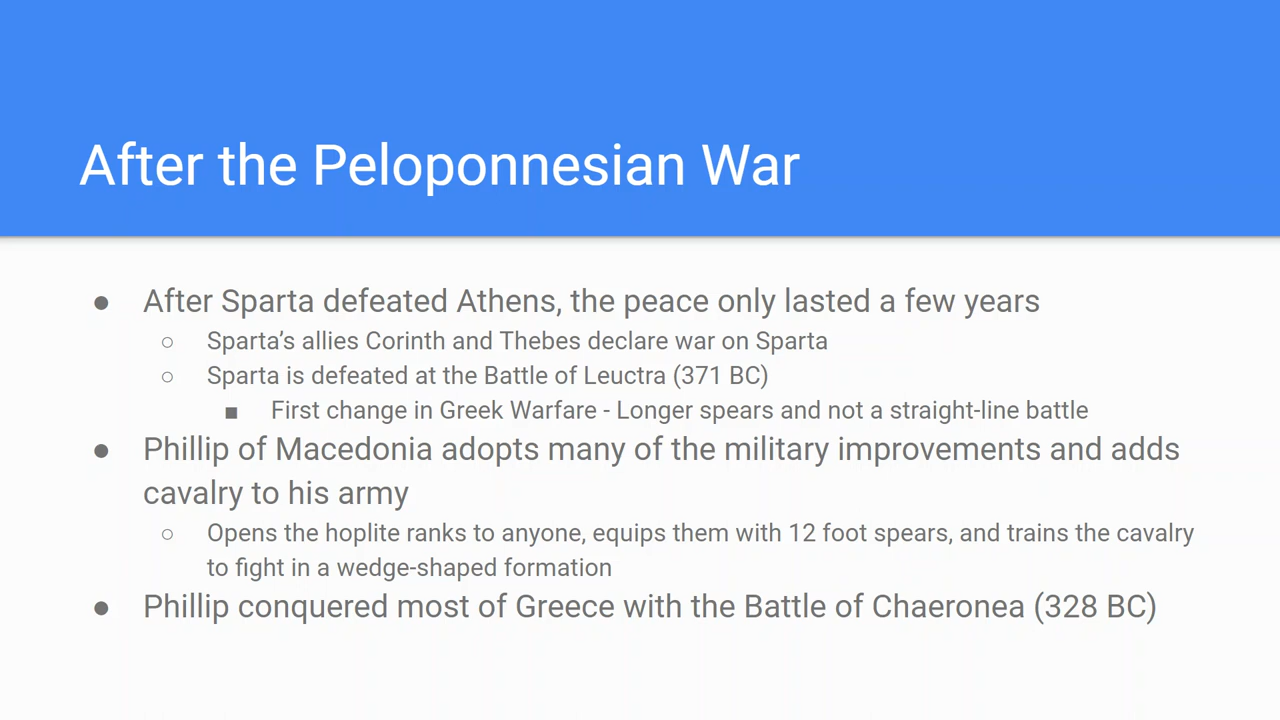 After the Peloponnesian War
● After Sparta defeated Athens, the peace only lasted a few years
○ Sparta’s allies Corinth and Thebes declare war on Sparta
○ Sparta is defeated at the Battle of Leuctra (371 BC)
■ First change in Greek Warfare - Longer spears and not a straight-line battle
● Phillip of Macedonia adopts many of the military improvements and adds
cavalry to his army
○ Opens the hoplite ranks to anyone, equips them with 12 foot spears, and trains the cavalry
to fight in a wedge-shaped formation
● Phillip conquered most of Greece with the Battle of Chaeronea (328 BC)